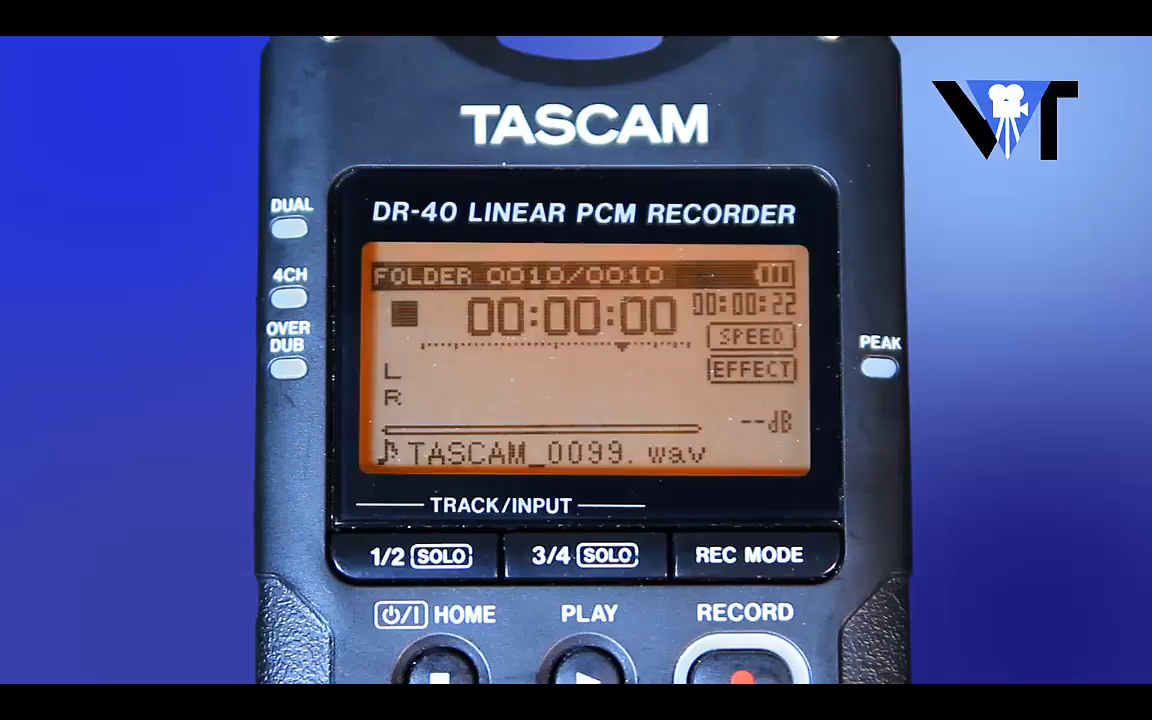 TASCAM
VT
DR-40 LINEAR PCM RECORDER
DUAL
4CH
OVER
DUB
PEAK
FOLDER 0010/0010
00:00:00
00:00:22
SPEED
EFFECT
L
R
--dB
TASCAM_0099.wav
TRACK/INPUT
1/2 SOLO
3/4 SOLO
REC MODE
⏻/I HOME
PLAY
RECORD